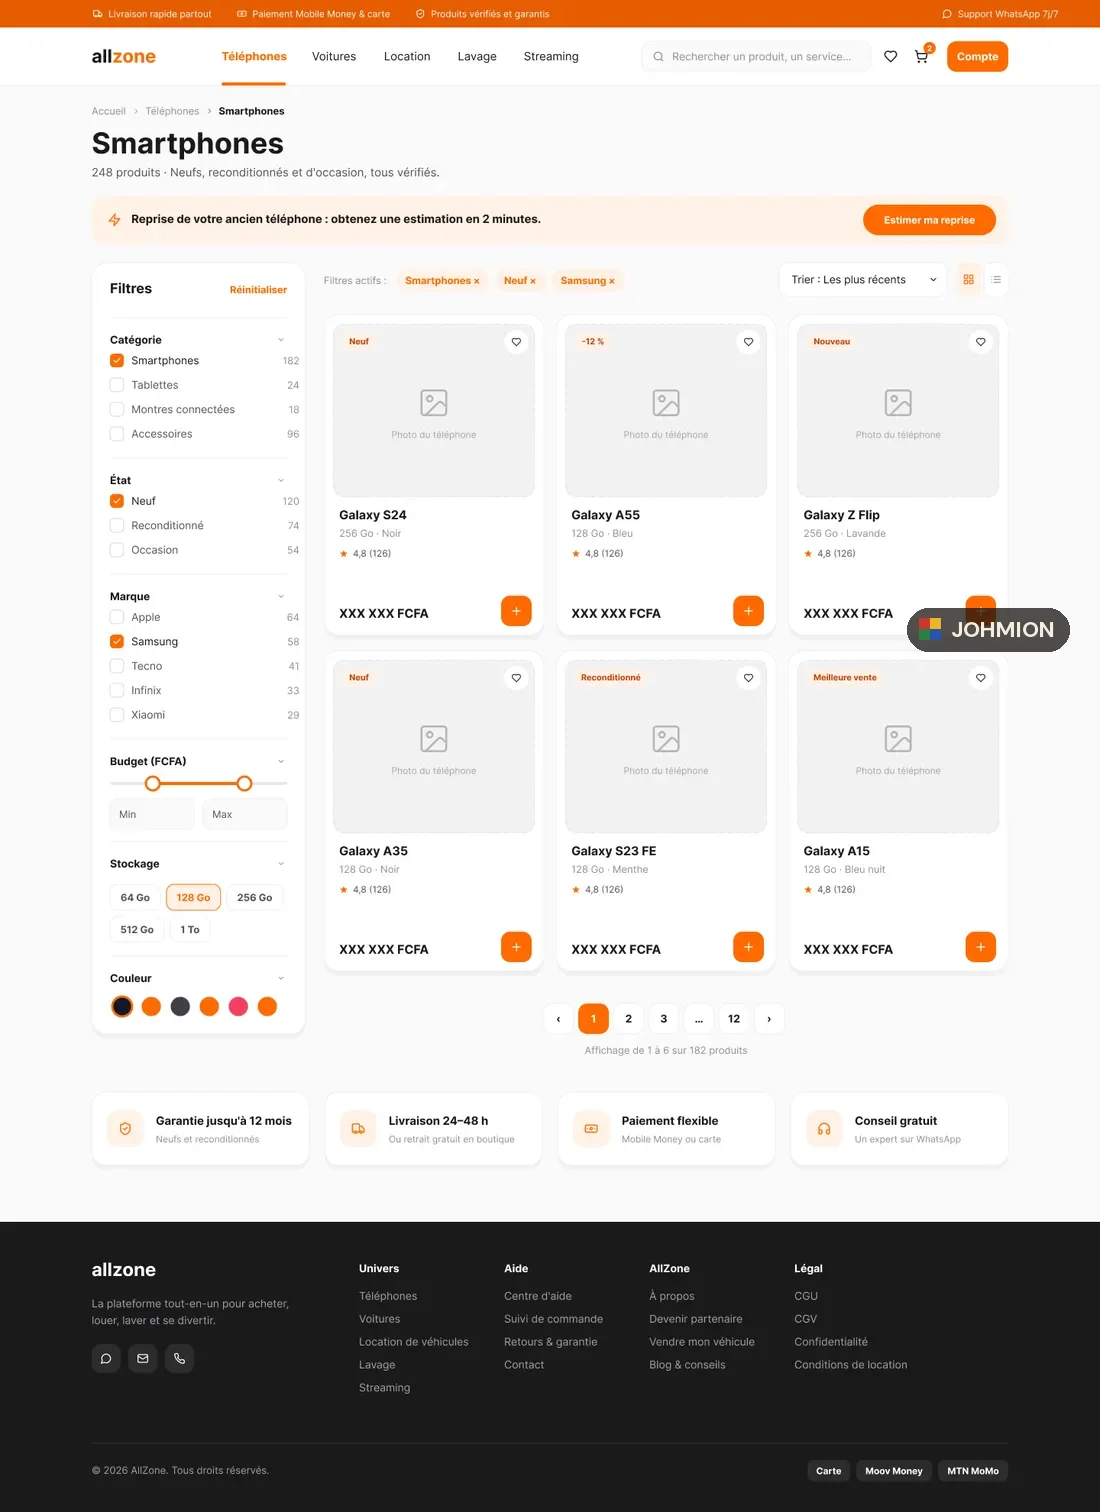 Livraison rapide partout
Paiement Mobile Money & carte
Produits vérifiés et garantis
Support WhatsApp 7j/7
allzone
Téléphones
Voitures
Location
Lavage
Streaming
Rechercher un produit, un service...
2
Compte
Accueil › Téléphones › Smartphones
Smartphones
248 produits · Neufs, reconditionnés et d'occasion, tous vérifiés.
Reprise de votre ancien téléphone : obtenez une estimation en 2 minutes.
Estimer ma reprise
Filtres
Réinitialiser
Catégorie
Smartphones 182
Tablettes 24
Montres connectées 18
Accessoires 96
État
Neuf 120
Reconditionné 74
Occasion 54
Marque
Apple 64
Samsung 58
Tecno 41
Infinix 33
Xiaomi 29
Budget (FCFA)
Min
Max
Stockage
64 Go
128 Go
256 Go
512 Go
1 To
Couleur
Filtres actifs :
Smartphones ×
Neuf ×
Samsung ×
Trier : Les plus récents
Neuf
Photo du téléphone
Galaxy S24
256 Go · Noir
★ 4,8 (126)
XXX XXX FCFA
+
-12 %
Photo du téléphone
Galaxy A55
128 Go · Bleu
★ 4,8 (126)
XXX XXX FCFA
+
Nouveau
Photo du téléphone
Galaxy Z Flip
256 Go · Lavande
★ 4,8 (126)
XXX XXX FCFA
+
JOHMION
Neuf
Photo du téléphone
Galaxy A35
128 Go · Noir
★ 4,8 (126)
XXX XXX FCFA
+
Reconditionné
Photo du téléphone
Galaxy S23 FE
128 Go · Menthe
★ 4,8 (126)
XXX XXX FCFA
+
Meilleure vente
Photo du téléphone
Galaxy A15
128 Go · Bleu nuit
★ 4,8 (126)
XXX XXX FCFA
+
‹ 1 2 3 ... 12 ›
Affichage de 1 à 6 sur 182 produits
Garantie jusqu'à 12 mois
Neufs et reconditionnés
Livraison 24–48 h
Ou retrait gratuit en boutique
Paiement flexible
Mobile Money ou carte
Conseil gratuit
Un expert sur WhatsApp
allzone
La plateforme tout-en-un pour acheter,
louer, laver et se divertir.
Univers
Téléphones
Voitures
Location de véhicules
Lavage
Streaming
Aide
Centre d'aide
Suivi de commande
Retours & garantie
Contact
AllZone
À propos
Devenir partenaire
Vendre mon véhicule
Blog & conseils
Légal
CGU
CGV
Confidentialité
Conditions de location
© 2026 AllZone. Tous droits réservés.
Carte
Moov Money
MTN MoMo